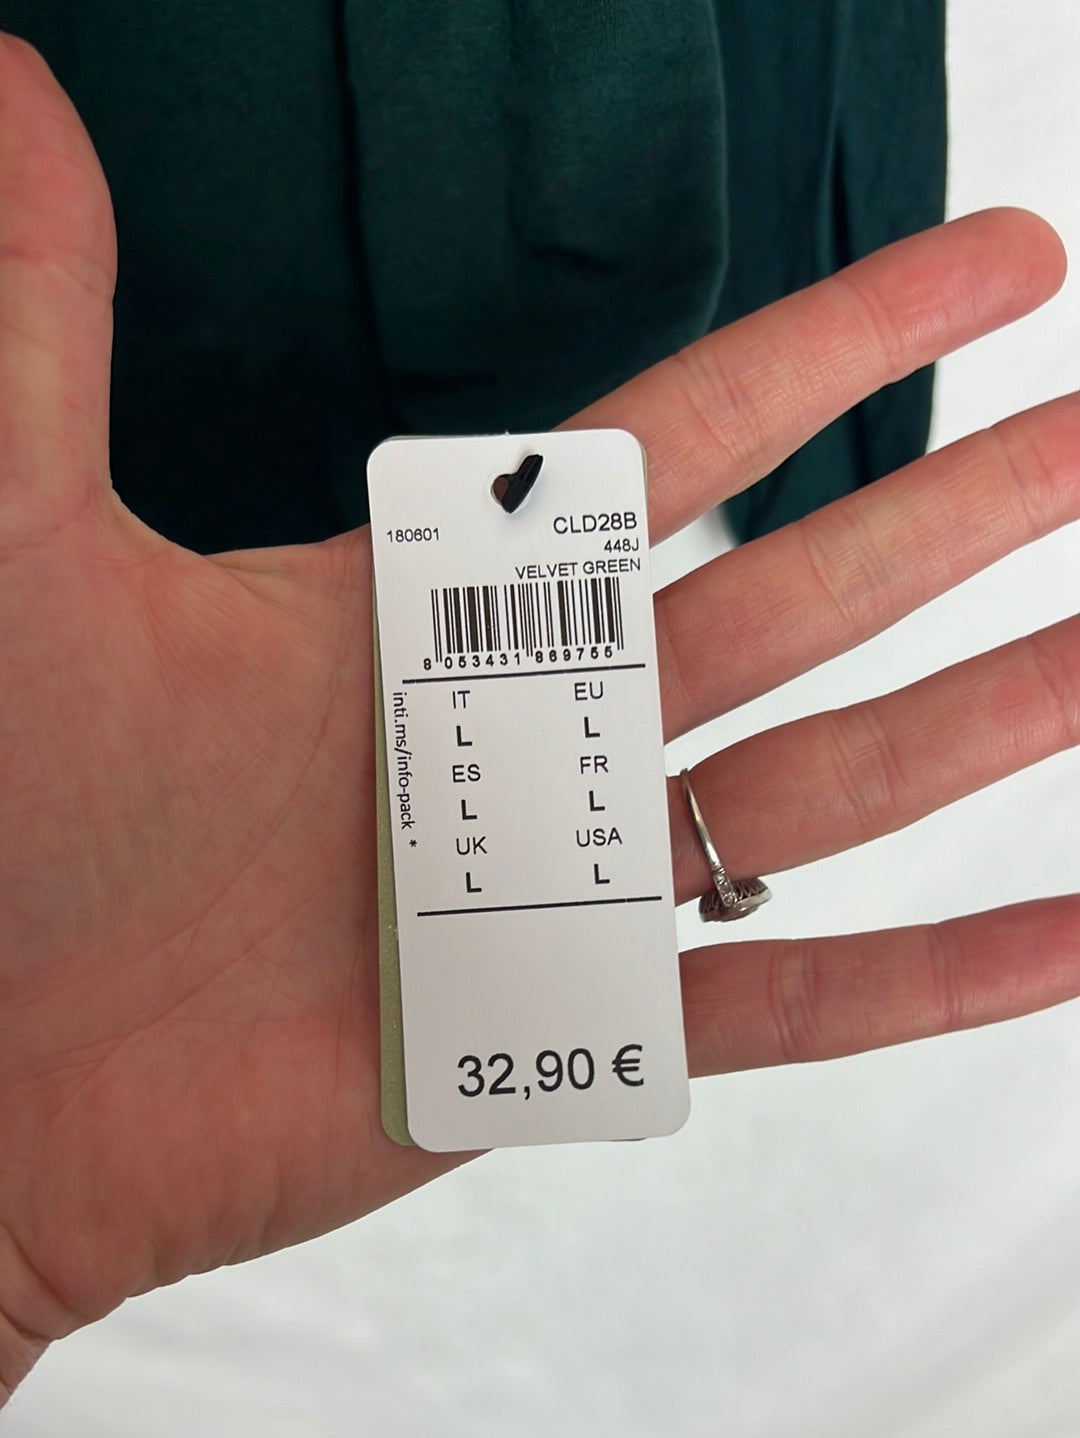 180601
CLD28B
448J
VELVET GREEN
8 053431 869755
IT EU
L L
ES FR
L L
UK USA
L L
inti.ms/info-pack *
32,90 €